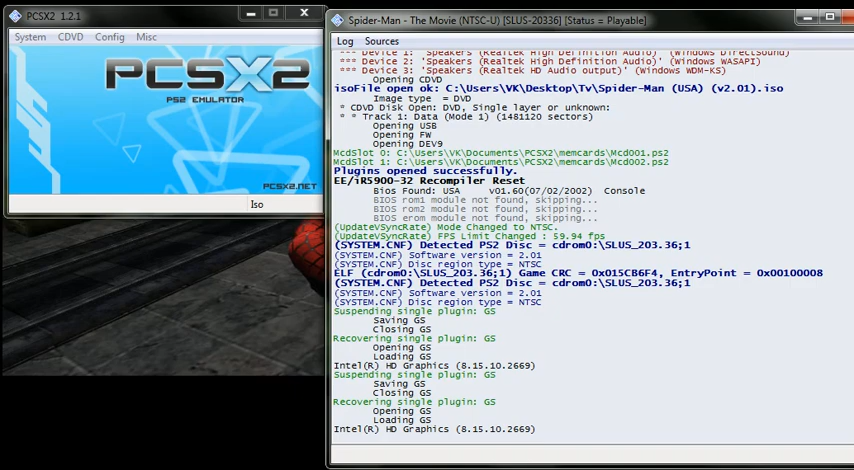 PCSX2 1.2.1
System CDVD Config Misc
PCSX2
PS2 EMULATOR
PCSX2.NET
Iso
Spider-Man - The Movie (NTSC-U) [SLUS-20336] [Status = Playable]
Log Sources
*** Device 1: 'Speakers (Realtek High Definition Audio)' (Windows DirectSound)
*** Device 2: 'Speakers (Realtek High Definition Audio)' (Windows WASAPI)
*** Device 3: 'Speakers (Realtek HD Audio output)' (Windows WDM-KS)
Opening CDVD
isoFile open ok: C:\Users\VK\Desktop\Tv\Spider-Man (USA) (v2.01).iso
Image type = DVD
* CDVD Disk Open: DVD, Single layer or unknown:
* * Track 1: Data (Mode 1) (1481120 sectors)
Opening USB
Opening FW
Opening DEV9
McdSlot 0: C:\Users\VK\Documents\PCSX2\memcards\Mcd001.ps2
McdSlot 1: C:\Users\VK\Documents\PCSX2\memcards\Mcd002.ps2
Plugins opened successfully.
EE/iR5900-32 Recompiler Reset
Bios Found: USA v01.60(07/02/2002) Console
BIOS rom1 module not found, skipping...
BIOS rom2 module not found, skipping...
BIOS erom module not found, skipping...
(UpdateVSyncRate) Mode Changed to NTSC.
(UpdateVSyncRate) FPS Limit Changed : 59.94 fps
(SYSTEM.CNF) Detected PS2 Disc = cdrom0:\SLUS_203.36;1
(SYSTEM.CNF) Software version = 2.01
(SYSTEM.CNF) Disc region type = NTSC
ELF (cdrom0:\SLUS_203.36;1) Game CRC = 0x015CB6F4, EntryPoint = 0x00100008
(SYSTEM.CNF) Detected PS2 Disc = cdrom0:\SLUS_203.36;1
(SYSTEM.CNF) Software version = 2.01
(SYSTEM.CNF) Disc region type = NTSC
Suspending single plugin: GS
Saving GS
Closing GS
Recovering single plugin: GS
Opening GS
Loading GS
Intel(R) HD Graphics (8.15.10.2669)
Suspending single plugin: GS
Saving GS
Closing GS
Recovering single plugin: GS
Opening GS
Loading GS
Intel(R) HD Graphics (8.15.10.2669)